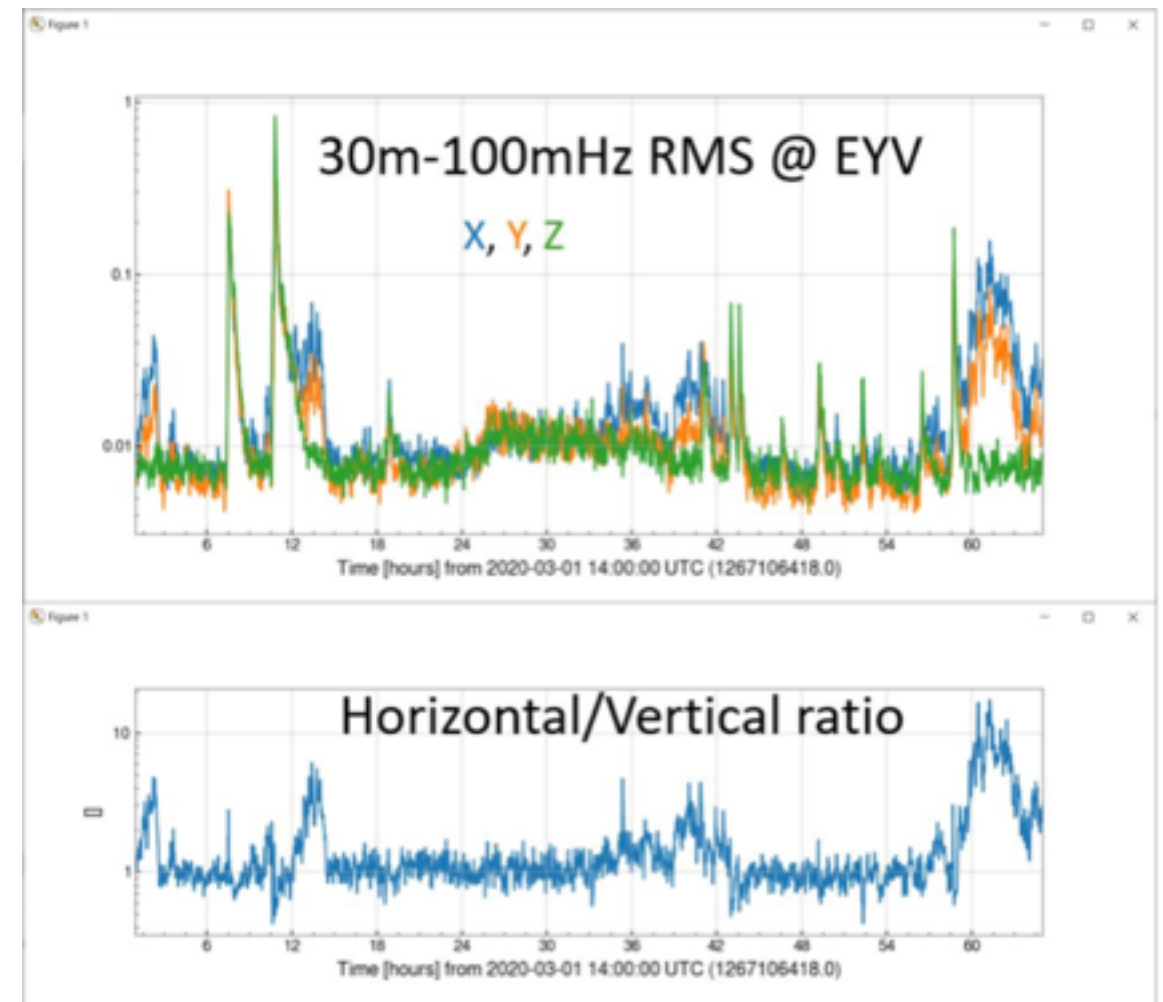 Figure 1
1
30m-100mHz RMS @ EYV
X, Y, Z
0.1
0.01
6 12 18 24 30 36 42 48 54 60
Time [hours] from 2020-03-01 14:00:00 UTC (1267106418.0)
Figure 1
Horizontal/Vertical ratio
10
[]
1
6 12 18 24 30 36 42 48 54 60
Time [hours] from 2020-03-01 14:00:00 UTC (1267106418.0)